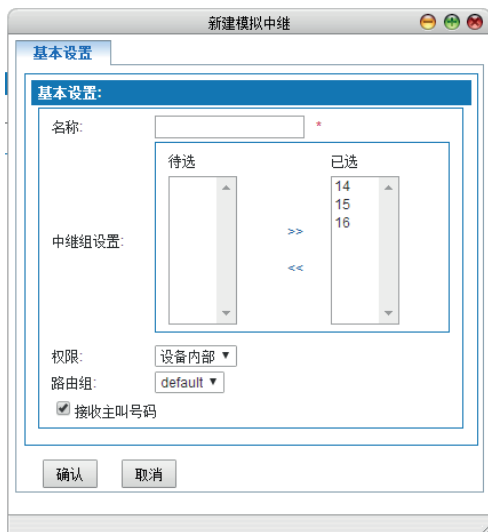 新建模拟中继
基本设置
基本设置:
名称: *
待选 已选
14
15
16
中继组设置: >>
<<
权限: 设备内部
路由组: default
接收主叫号码
确认 取消